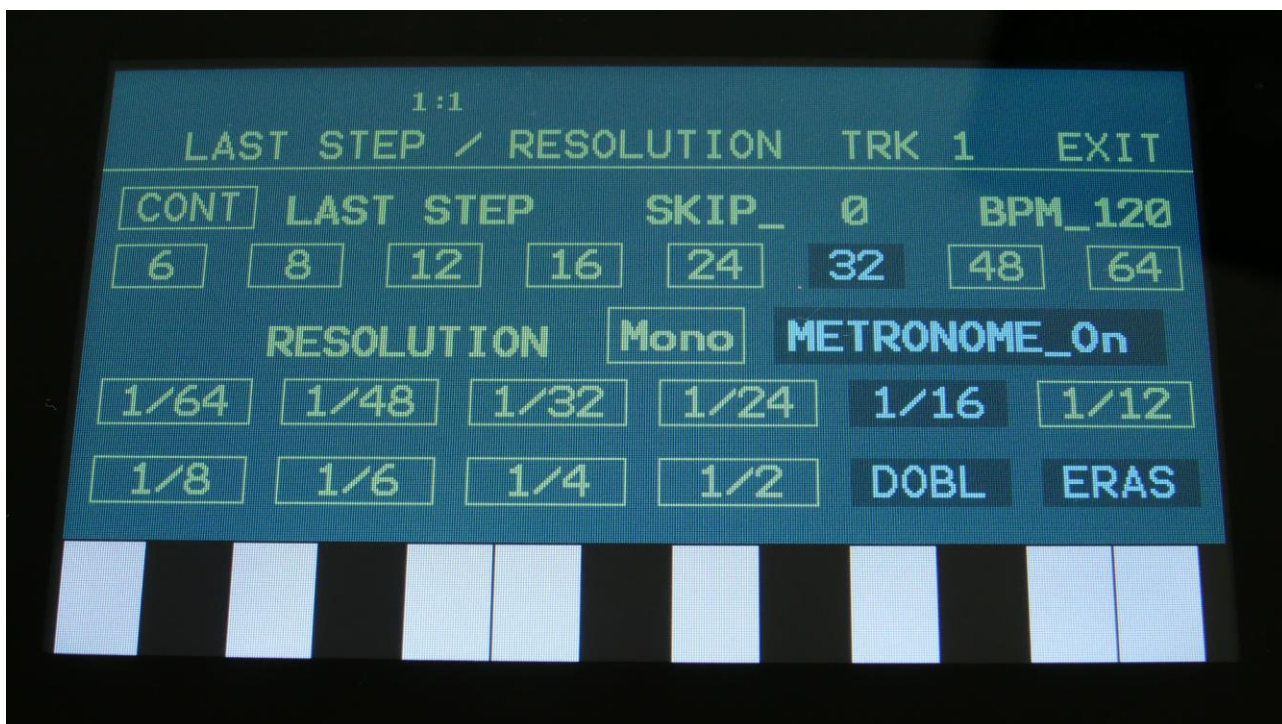 1:1
LAST STEP / RESOLUTION TRK 1 EXIT
CONT LAST STEP SKIP_ 0 BPM_120
6 8 12 16 24 32 48 64
RESOLUTION Mono METRONOME_On
1/64 1/48 1/32 1/24 1/16 1/12
1/8 1/6 1/4 1/2 DOBL ERAS